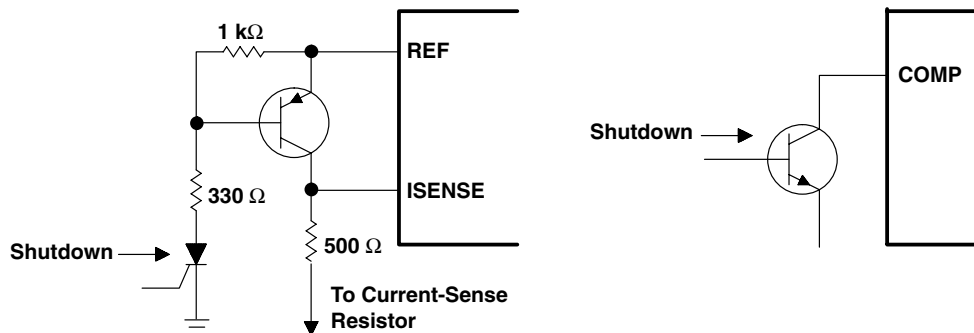 1 kΩ
REF
COMP
Shutdown
330 Ω
ISENSE
500 Ω
Shutdown
To Current-Sense
Resistor